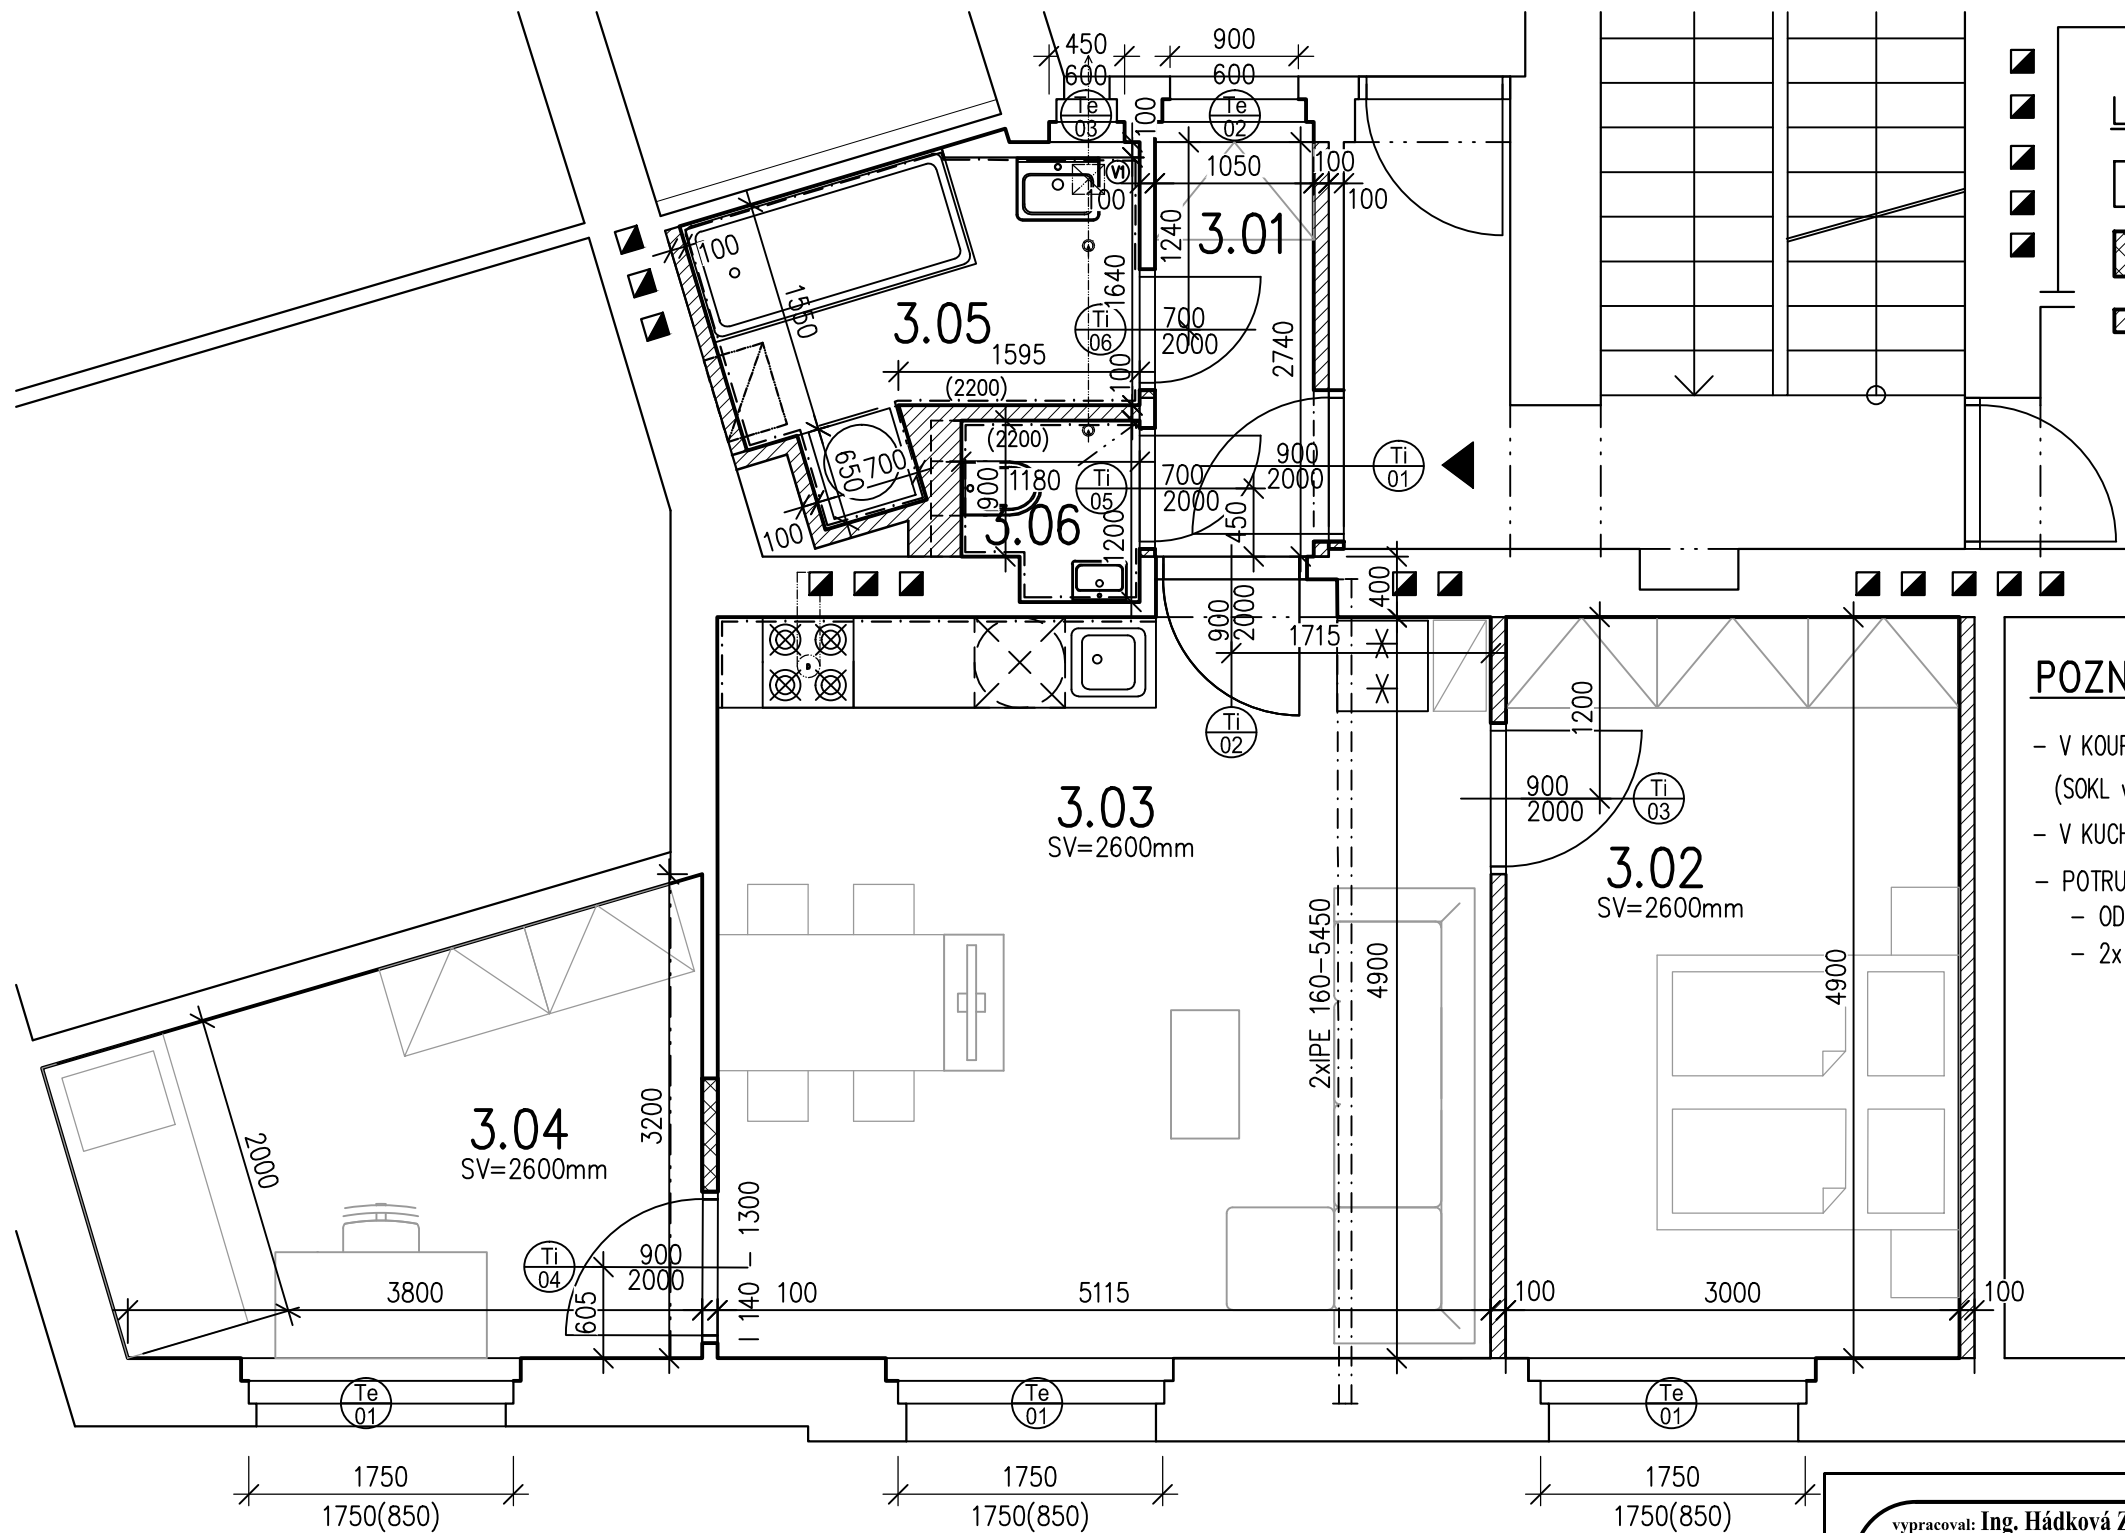 450
600
Te
03
900
600
Te
02
100
V1
1050
100
100
100
1240
3.01
100
1550
3.05
1640
Ti
06
700
2000
2740
1595
100
(2200)
(2200)
650
700
900
1180
Ti
05
700
2000
900
2000
Ti
01
450
3.06
1200
100
400
900
2000
1715
Ti
02
1200
POZN
- V KOUP
(SOKL v
- V KUCH
- POTRU
- OD
- 2x
900
2000
Ti
03
3.03
SV=2600mm
3.02
SV=2600mm
2xIPE 160-5450
4900
4900
3.04
SV=2600mm
3200
2000
I 140 - 1300
Ti
04
900
2000
605
3800
100
5115
100
3000
100
Te
01
Te
01
Te
01
1750
1750(850)
1750
1750(850)
1750
1750(850)
vypracoval: Ing. Hádková Z